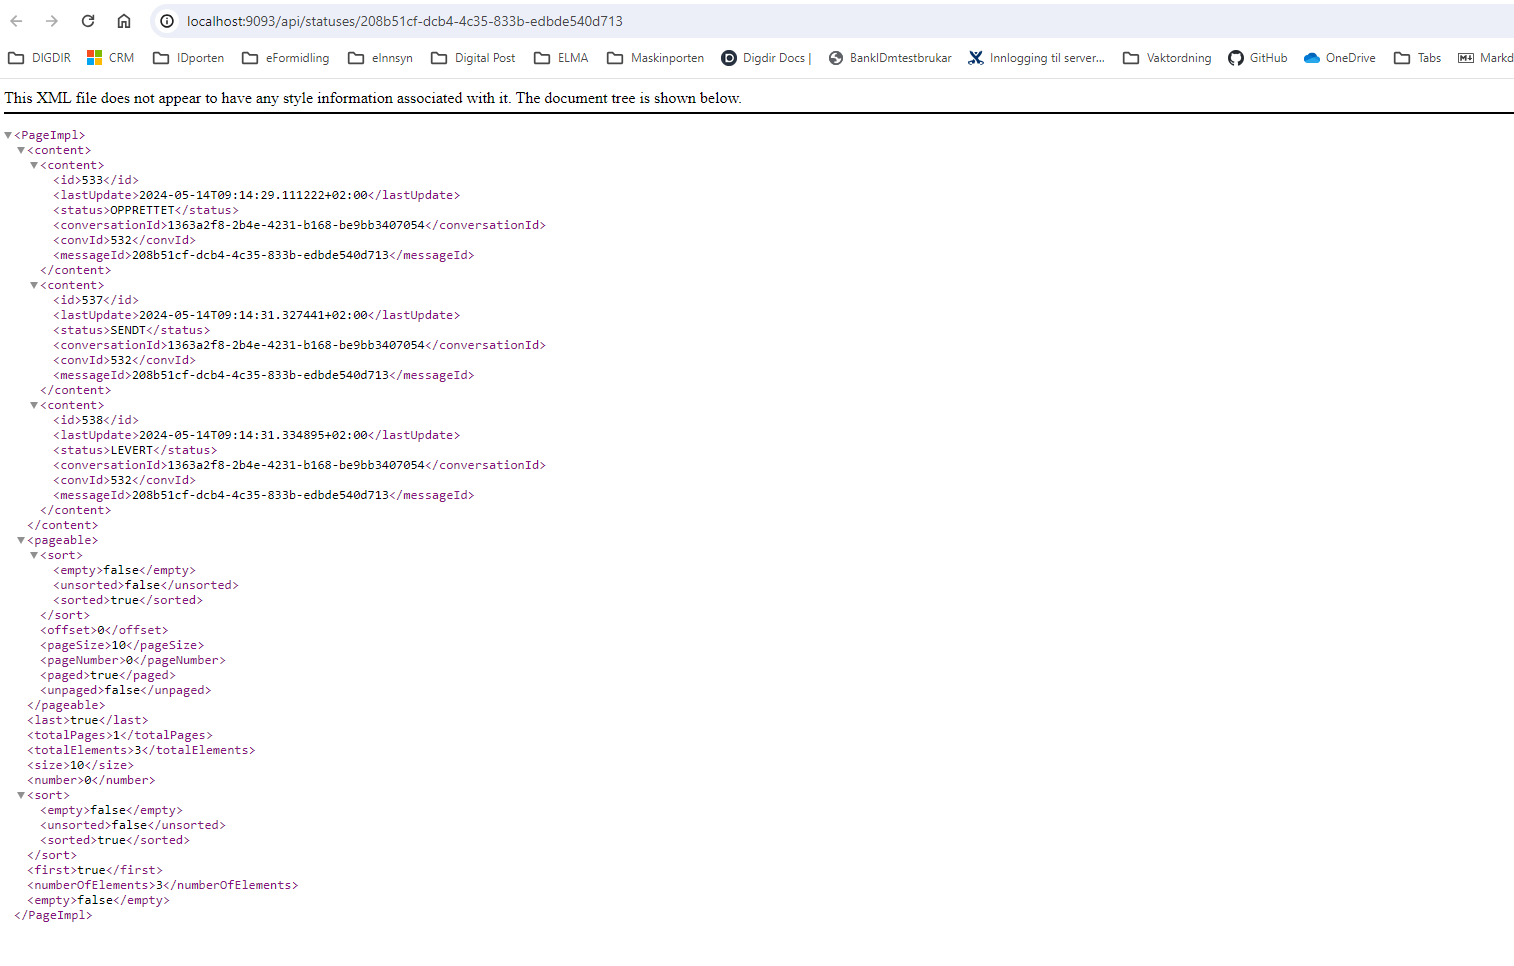 localhost:9093/api/statuses/208b51cf-dcb4-4c35-833b-edbde540d713
DIGDIR CRM IDporten eFormidling eInnsyn Digital Post ELMA Maskinporten Digdir Docs | BankIDmtestbrukar Innlogging til server... Vaktordning GitHub OneDrive Tabs Markd
This XML file does not appear to have any style information associated with it. The document tree is shown below.
<PageImpl>
<content>
<content>
<id>533</id>
<lastUpdate>2024-05-14T09:14:29.111222+02:00</lastUpdate>
<status>OPPRETTET</status>
<conversationId>1363a2f8-2b4e-4231-b168-be9bb3407054</conversationId>
<convId>532</convId>
<messageId>208b51cf-dcb4-4c35-833b-edbde540d713</messageId>
</content>
<content>
<id>537</id>
<lastUpdate>2024-05-14T09:14:31.327441+02:00</lastUpdate>
<status>SENDT</status>
<conversationId>1363a2f8-2b4e-4231-b168-be9bb3407054</conversationId>
<convId>532</convId>
<messageId>208b51cf-dcb4-4c35-833b-edbde540d713</messageId>
</content>
<content>
<id>538</id>
<lastUpdate>2024-05-14T09:14:31.334895+02:00</lastUpdate>
<status>LEVERT</status>
<conversationId>1363a2f8-2b4e-4231-b168-be9bb3407054</conversationId>
<convId>532</convId>
<messageId>208b51cf-dcb4-4c35-833b-edbde540d713</messageId>
</content>
</content>
<pageable>
<sort>
<empty>false</empty>
<unsorted>false</unsorted>
<sorted>true</sorted>
</sort>
<offset>0</offset>
<pageSize>10</pageSize>
<pageNumber>0</pageNumber>
<paged>true</paged>
<unpaged>false</unpaged>
</pageable>
<last>true</last>
<totalPages>1</totalPages>
<totalElements>3</totalElements>
<size>10</size>
<number>0</number>
<sort>
<empty>false</empty>
<unsorted>false</unsorted>
<sorted>true</sorted>
</sort>
<first>true</first>
<numberOfElements>3</numberOfElements>
<empty>false</empty>
</PageImpl>